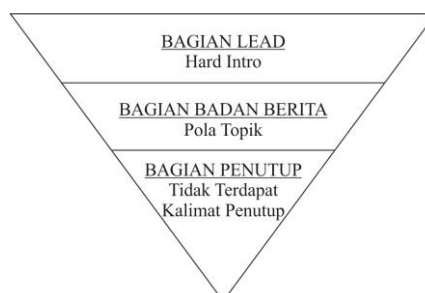 BAGIAN LEAD
Hard Intro
BAGIAN BADAN BERITA
Pola Topik
BAGIAN PENUTUP
Tidak Terdapat
Kalimat Penutup